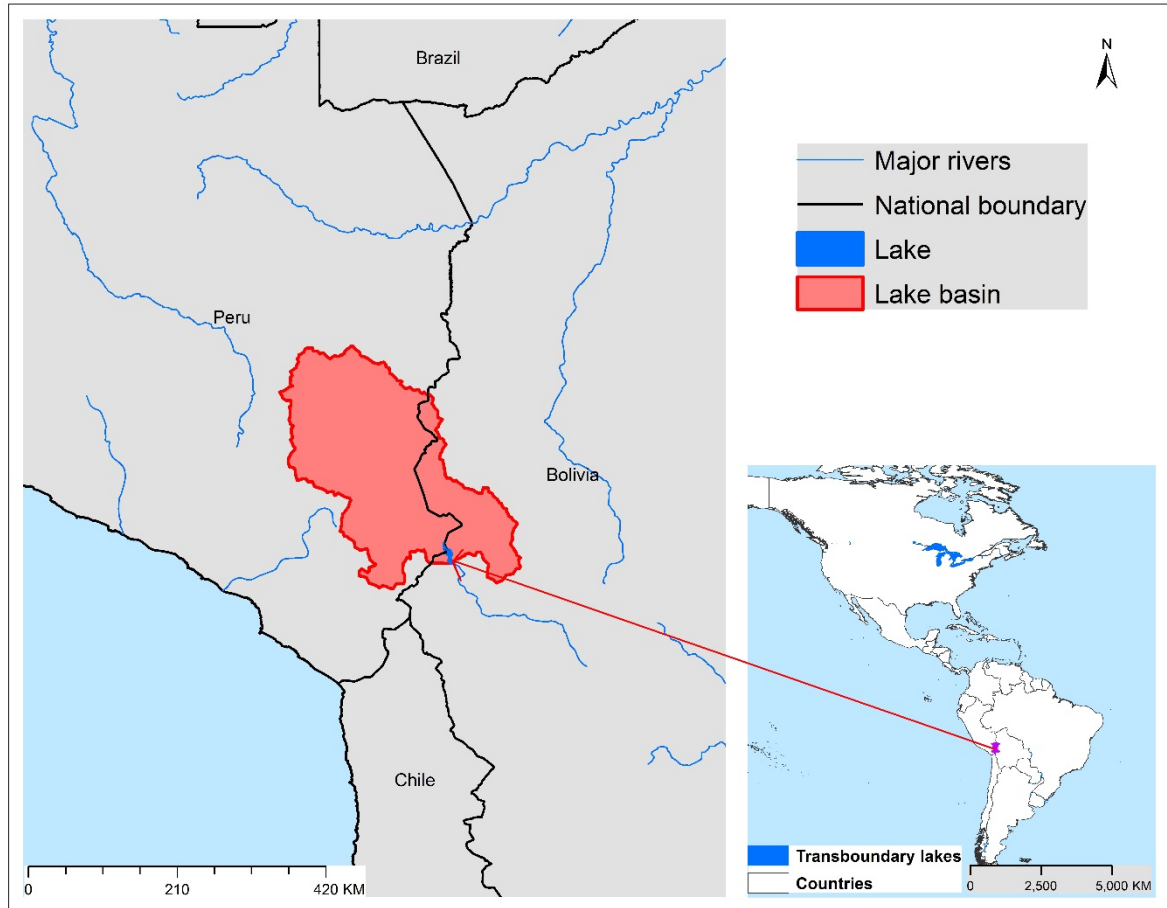 Brazil
N
Major rivers
National boundary
Lake
Lake basin
Peru
Bolivia
Chile
0 210 420 KM
Transboundary lakes
Countries
0 2,500 5,000 KM